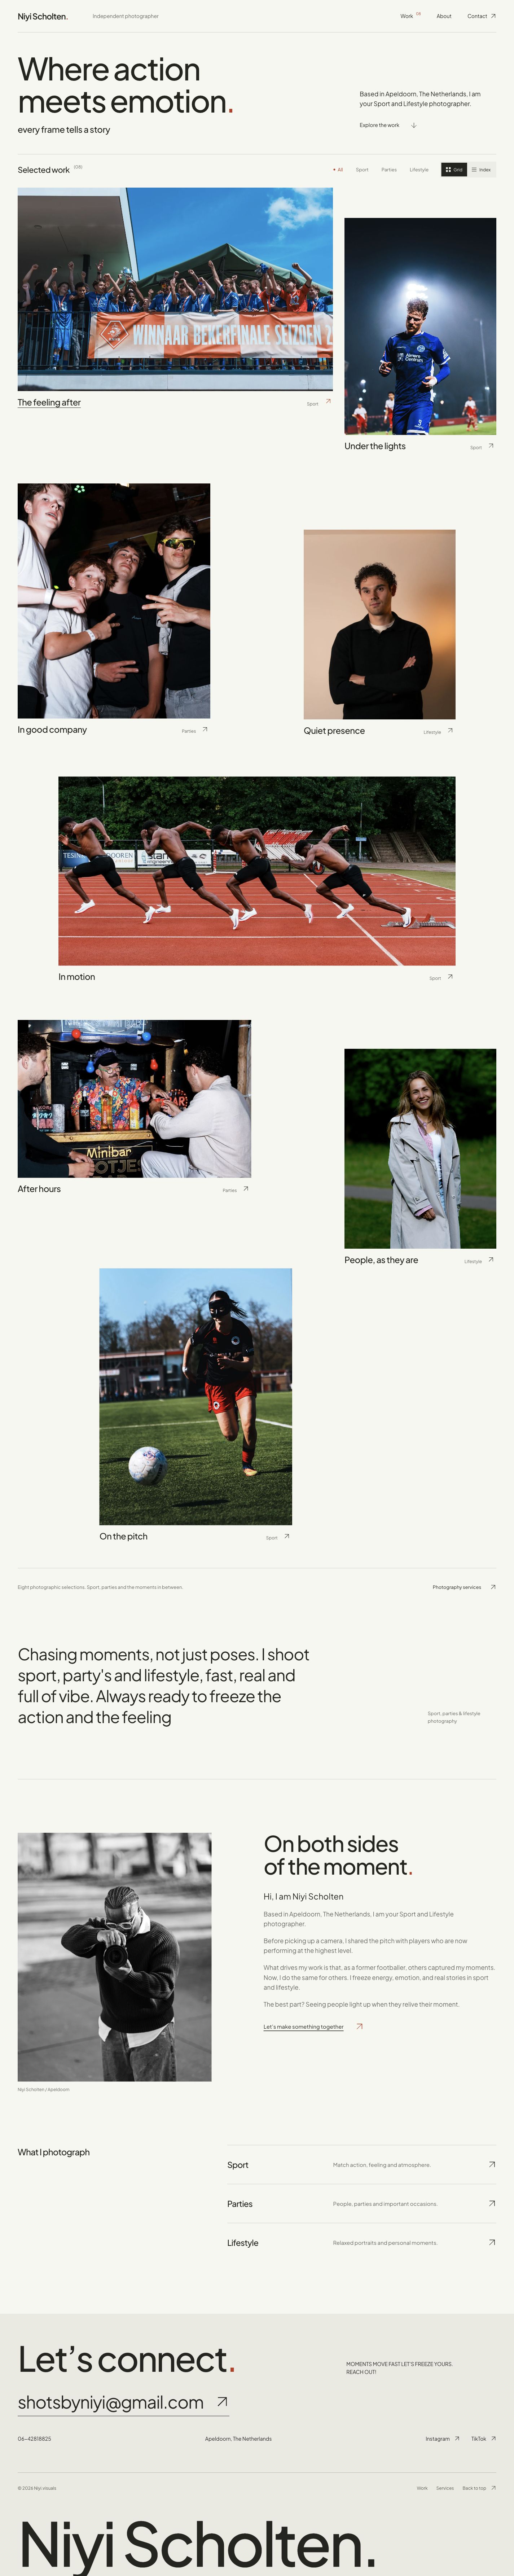 Niyi Scholten.
Independent photographer
Work 08
About
Contact
Where action
meets emotion.
every frame tells a story
Based in Apeldoorn, The Netherlands, I am
your Sport and Lifestyle photographer.
Explore the work
Selected work (08)
All
Sport
Parties
Lifestyle
Grid
Index
WINNAAR BEKERFINALE SEIZOEN 2
The feeling after
Sport
Almere
Centrum
Under the lights
Sport
In good company
Parties
Quiet presence
Lifestyle
In motion
Sport
Minibar
After hours
Parties
People, as they are
Lifestyle
On the pitch
Sport
Eight photographic selections. Sport, parties and the moments in between.
Photography services
Chasing moments, not just poses. I shoot
sport, party's and lifestyle, fast, real and
full of vibe. Always ready to freeze the
action and the feeling
Sport, parties & lifestyle
photography
On both sides
of the moment.
Hi, I am Niyi Scholten
Based in Apeldoorn, The Netherlands, I am your Sport and Lifestyle
photographer.
Before picking up a camera, I shared the pitch with players who are now
performing at the highest level.
What drives my work is that, as a former footballer, others captured my moments.
Now, I do the same for others. I freeze energy, emotion, and real stories in sport
and lifestyle.
The best part? Seeing people light up when they relive their moment.
Let's make something together
Niyi Scholten / Apeldoorn
What I photograph
Sport
Match action, feeling and atmosphere.
Parties
People, parties and important occasions.
Lifestyle
Relaxed portraits and personal moments.
Let's connect.
MOMENTS MOVE FAST LET'S FREEZE YOURS.
REACH OUT!
shotsbyniyi@gmail.com
06-42818825
Apeldoorn, The Netherlands
Instagram
TikTok
© 2026 Niyi visuals
Work
Services
Back to top
Niyi Scholten.